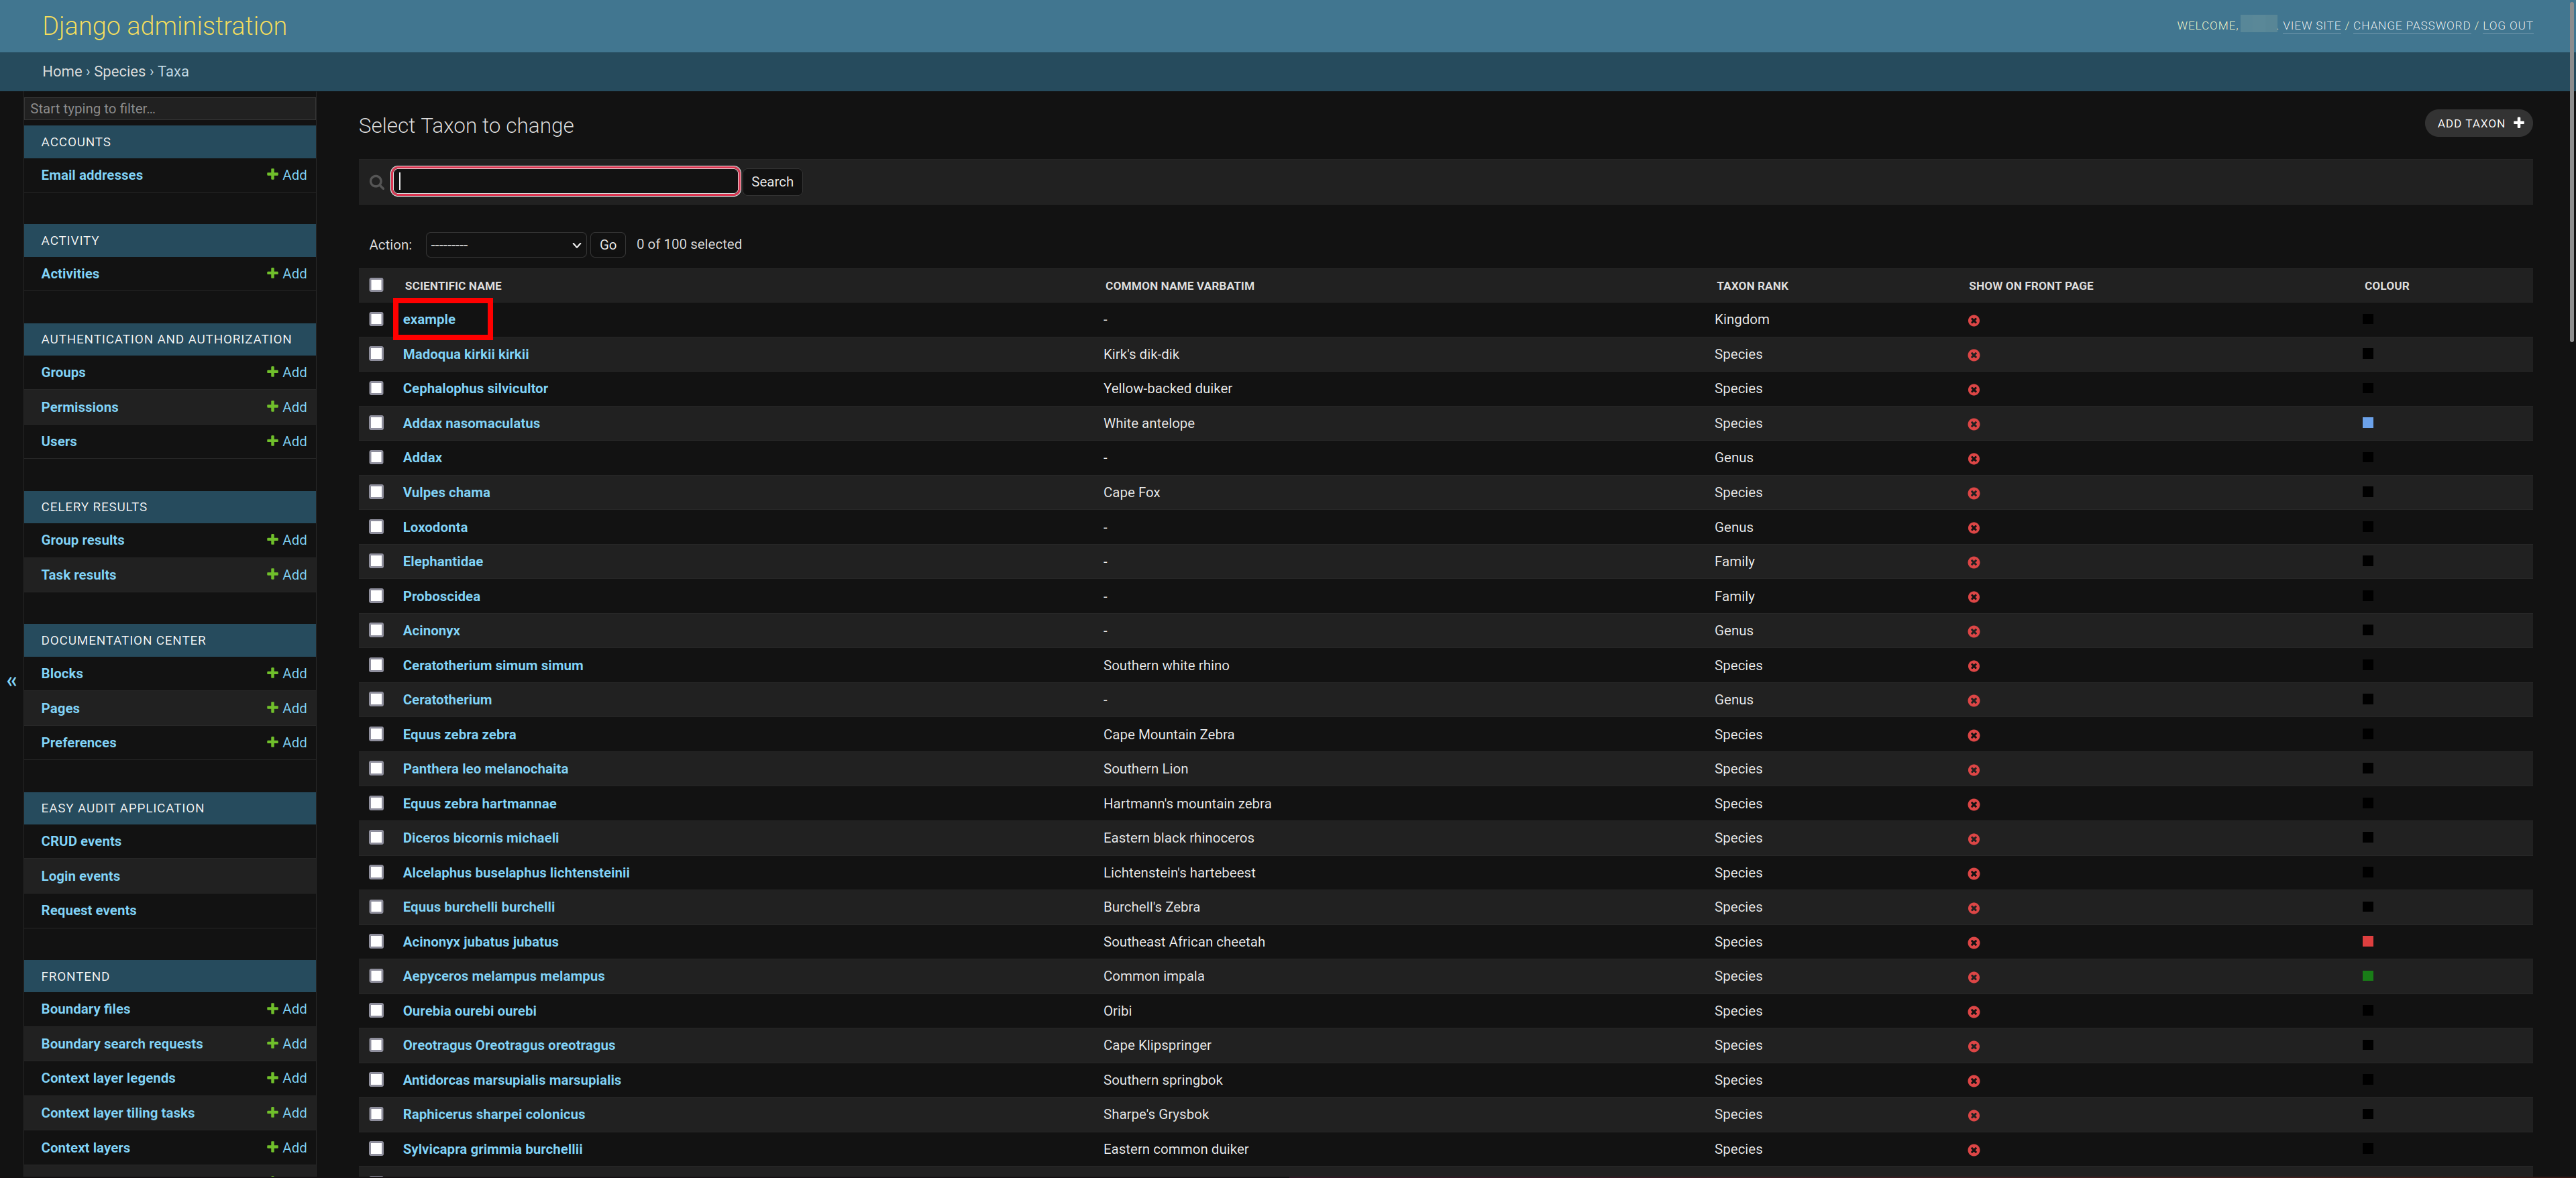 Django administration
WELCOME, . VIEW SITE / CHANGE PASSWORD / LOG OUT
Home › Species › Taxa
Start typing to filter...
ACCOUNTS
Email addresses + Add
ACTIVITY
Activities + Add
AUTHENTICATION AND AUTHORIZATION
Groups + Add
Permissions + Add
Users + Add
CELERY RESULTS
Group results + Add
Task results + Add
DOCUMENTATION CENTER
Blocks + Add
Pages + Add
Preferences + Add
EASY AUDIT APPLICATION
CRUD events
Login events
Request events
FRONTEND
Boundary files + Add
Boundary search requests + Add
Context layer legends + Add
Context layer tiling tasks + Add
Context layers + Add
«
Select Taxon to change
ADD TAXON +
Search
Action: --------- Go 0 of 100 selected
SCIENTIFIC NAME COMMON NAME VARBATIM TAXON RANK SHOW ON FRONT PAGE COLOUR
example - Kingdom
Madoqua kirkii kirkii Kirk's dik-dik Species
Cephalophus silvicultor Yellow-backed duiker Species
Addax nasomaculatus White antelope Species
Addax - Genus
Vulpes chama Cape Fox Species
Loxodonta - Genus
Elephantidae - Family
Proboscidea - Family
Acinonyx - Genus
Ceratotherium simum simum Southern white rhino Species
Ceratotherium - Genus
Equus zebra zebra Cape Mountain Zebra Species
Panthera leo melanochaita Southern Lion Species
Equus zebra hartmannae Hartmann's mountain zebra Species
Diceros bicornis michaeli Eastern black rhinoceros Species
Alcelaphus buselaphus lichtensteinii Lichtenstein's hartebeest Species
Equus burchelli burchelli Burchell's Zebra Species
Acinonyx jubatus jubatus Southeast African cheetah Species
Aepyceros melampus melampus Common impala Species
Ourebia ourebi ourebi Oribi Species
Oreotragus Oreotragus oreotragus Cape Klipspringer Species
Antidorcas marsupialis marsupialis Southern springbok Species
Raphicerus sharpei colonicus Sharpe's Grysbok Species
Sylvicapra grimmia burchellii Eastern common duiker Species